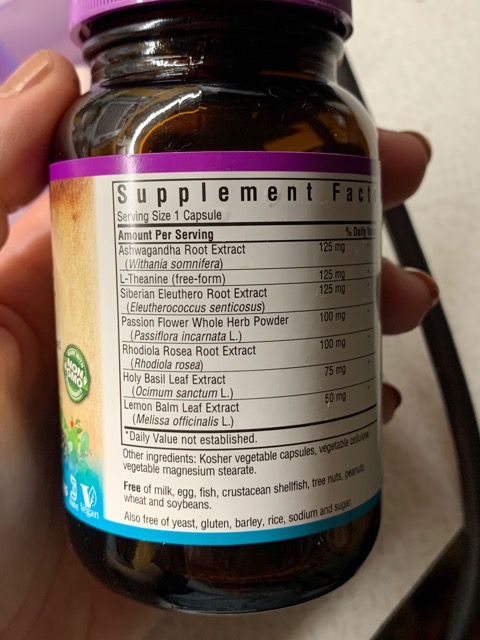 Supplement Fact
Serving Size 1 Capsule
Amount Per Serving % Daily
Ashwagandha Root Extract 125 mg *
(Withania somnifera)
L-Theanine (free-form) 125 mg *
Siberian Eleuthero Root Extract 125 mg *
(Eleutherococcus senticosus)
Passion Flower Whole Herb Powder 100 mg *
(Passiflora incarnata L.)
Rhodiola Rosea Root Extract 100 mg *
(Rhodiola rosea)
Holy Basil Leaf Extract 75 mg *
(Ocimum sanctum L.)
Lemon Balm Leaf Extract 50 mg *
(Melissa officinalis L.)
*Daily Value not established.
Other ingredients: Kosher vegetable capsules, vegetable cellulose,
vegetable magnesium stearate.
Free of milk, egg, fish, crustacean shellfish, tree nuts, peanuts,
wheat and soybeans.
Also free of yeast, gluten, barley, rice, sodium and sugar.
NON
GMO
Vegan